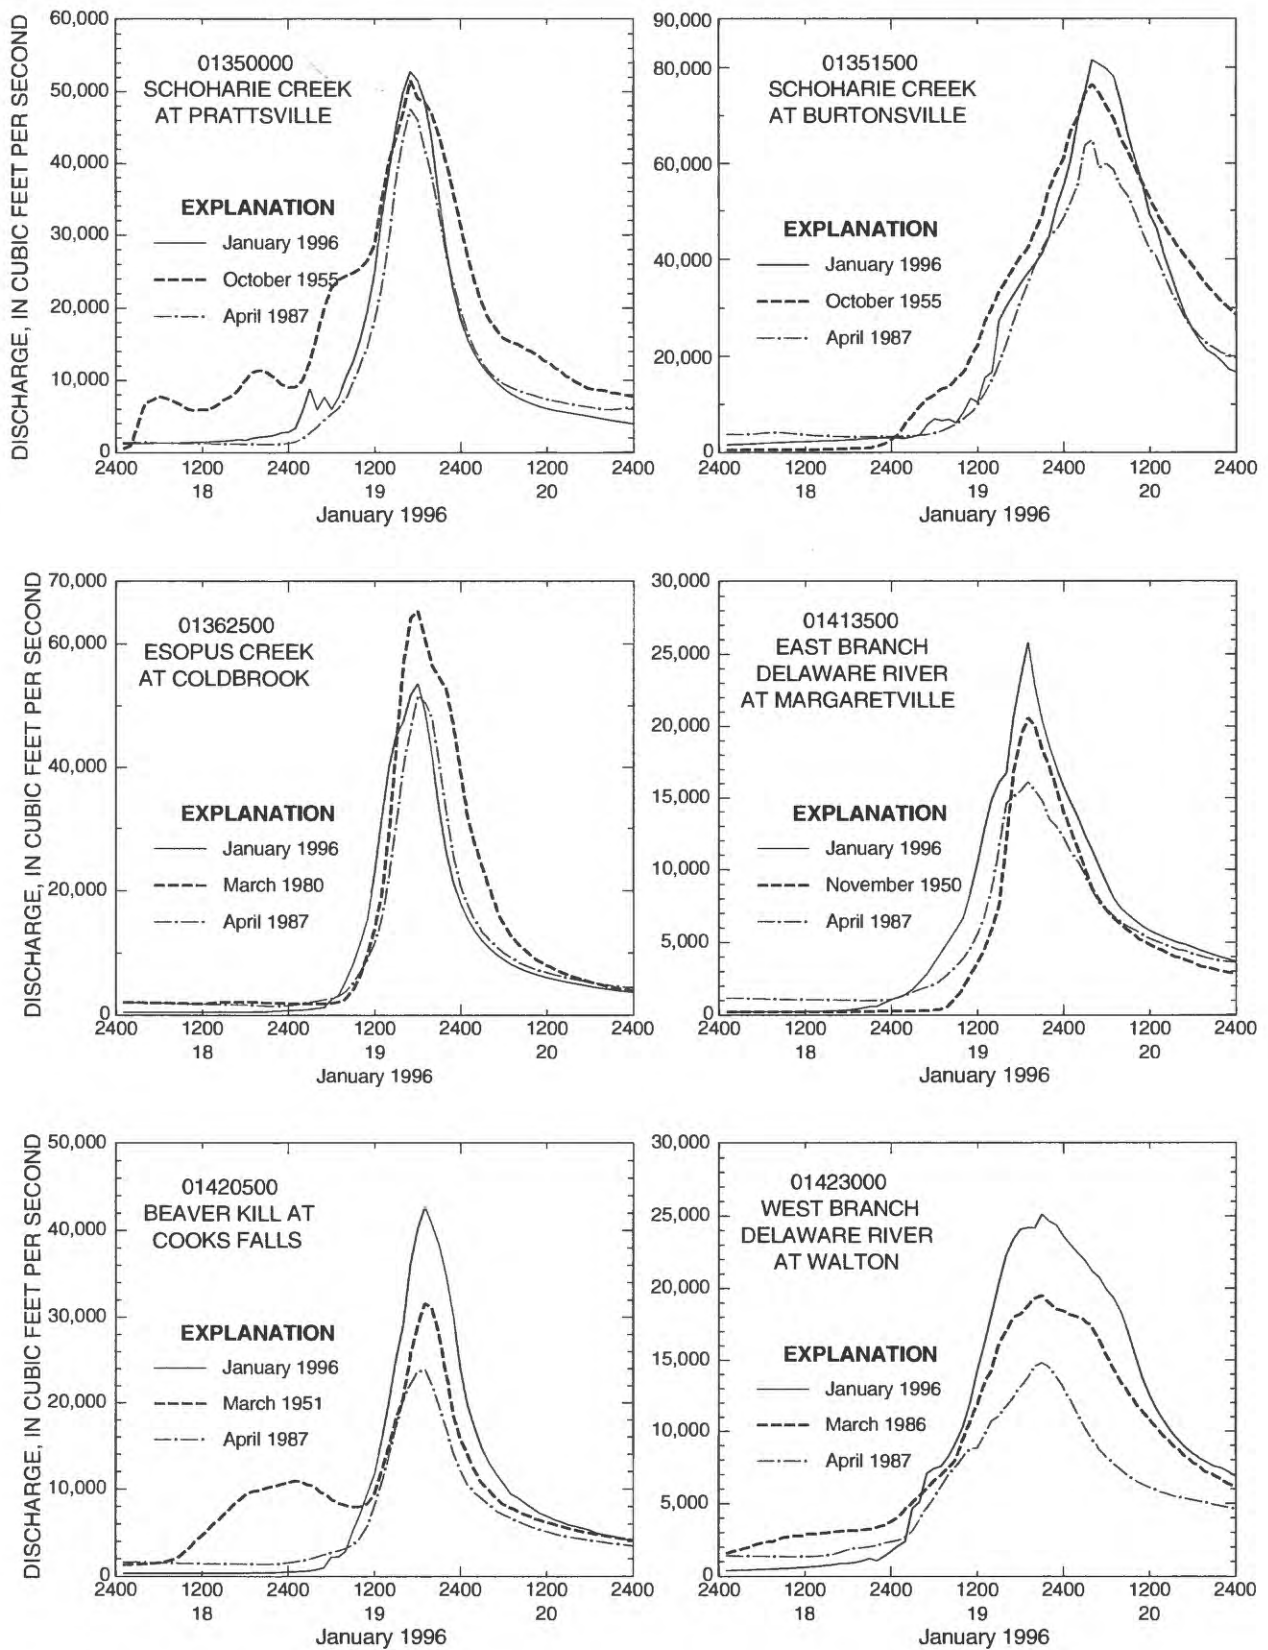 DISCHARGE, IN CUBIC FEET PER SECOND
60,000
50,000
40,000
30,000
20,000
10,000
0
01350000
SCHOHARIE CREEK
AT PRATTSVILLE
EXPLANATION
January 1996
October 1955
April 1987
2400 1200 2400 1200 2400 1200 2400
18 19 20
January 1996
90,000
80,000
60,000
40,000
20,000
0
01351500
SCHOHARIE CREEK
AT BURTONSVILLE
EXPLANATION
January 1996
October 1955
April 1987
2400 1200 2400 1200 2400 1200 2400
18 19 20
January 1996
DISCHARGE, IN CUBIC FEET PER SECOND
70,000
60,000
40,000
20,000
0
01362500
ESOPUS CREEK
AT COLDBROOK
EXPLANATION
January 1996
March 1980
April 1987
2400 1200 2400 1200 2400 1200 2400
18 19 20
January 1996
30,000
25,000
20,000
15,000
10,000
5,000
0
01413500
EAST BRANCH
DELAWARE RIVER
AT MARGARETVILLE
EXPLANATION
January 1996
November 1950
April 1987
2400 1200 2400 1200 2400 1200 2400
18 19 20
January 1996
DISCHARGE, IN CUBIC FEET PER SECOND
50,000
40,000
30,000
20,000
10,000
0
01420500
BEAVER KILL AT
COOKS FALLS
EXPLANATION
January 1996
March 1951
April 1987
2400 1200 2400 1200 2400 1200 2400
18 19 20
January 1996
30,000
25,000
20,000
15,000
10,000
5,000
0
01423000
WEST BRANCH
DELAWARE RIVER
AT WALTON
EXPLANATION
January 1996
March 1986
April 1987
2400 1200 2400 1200 2400 1200 2400
18 19 20
January 1996